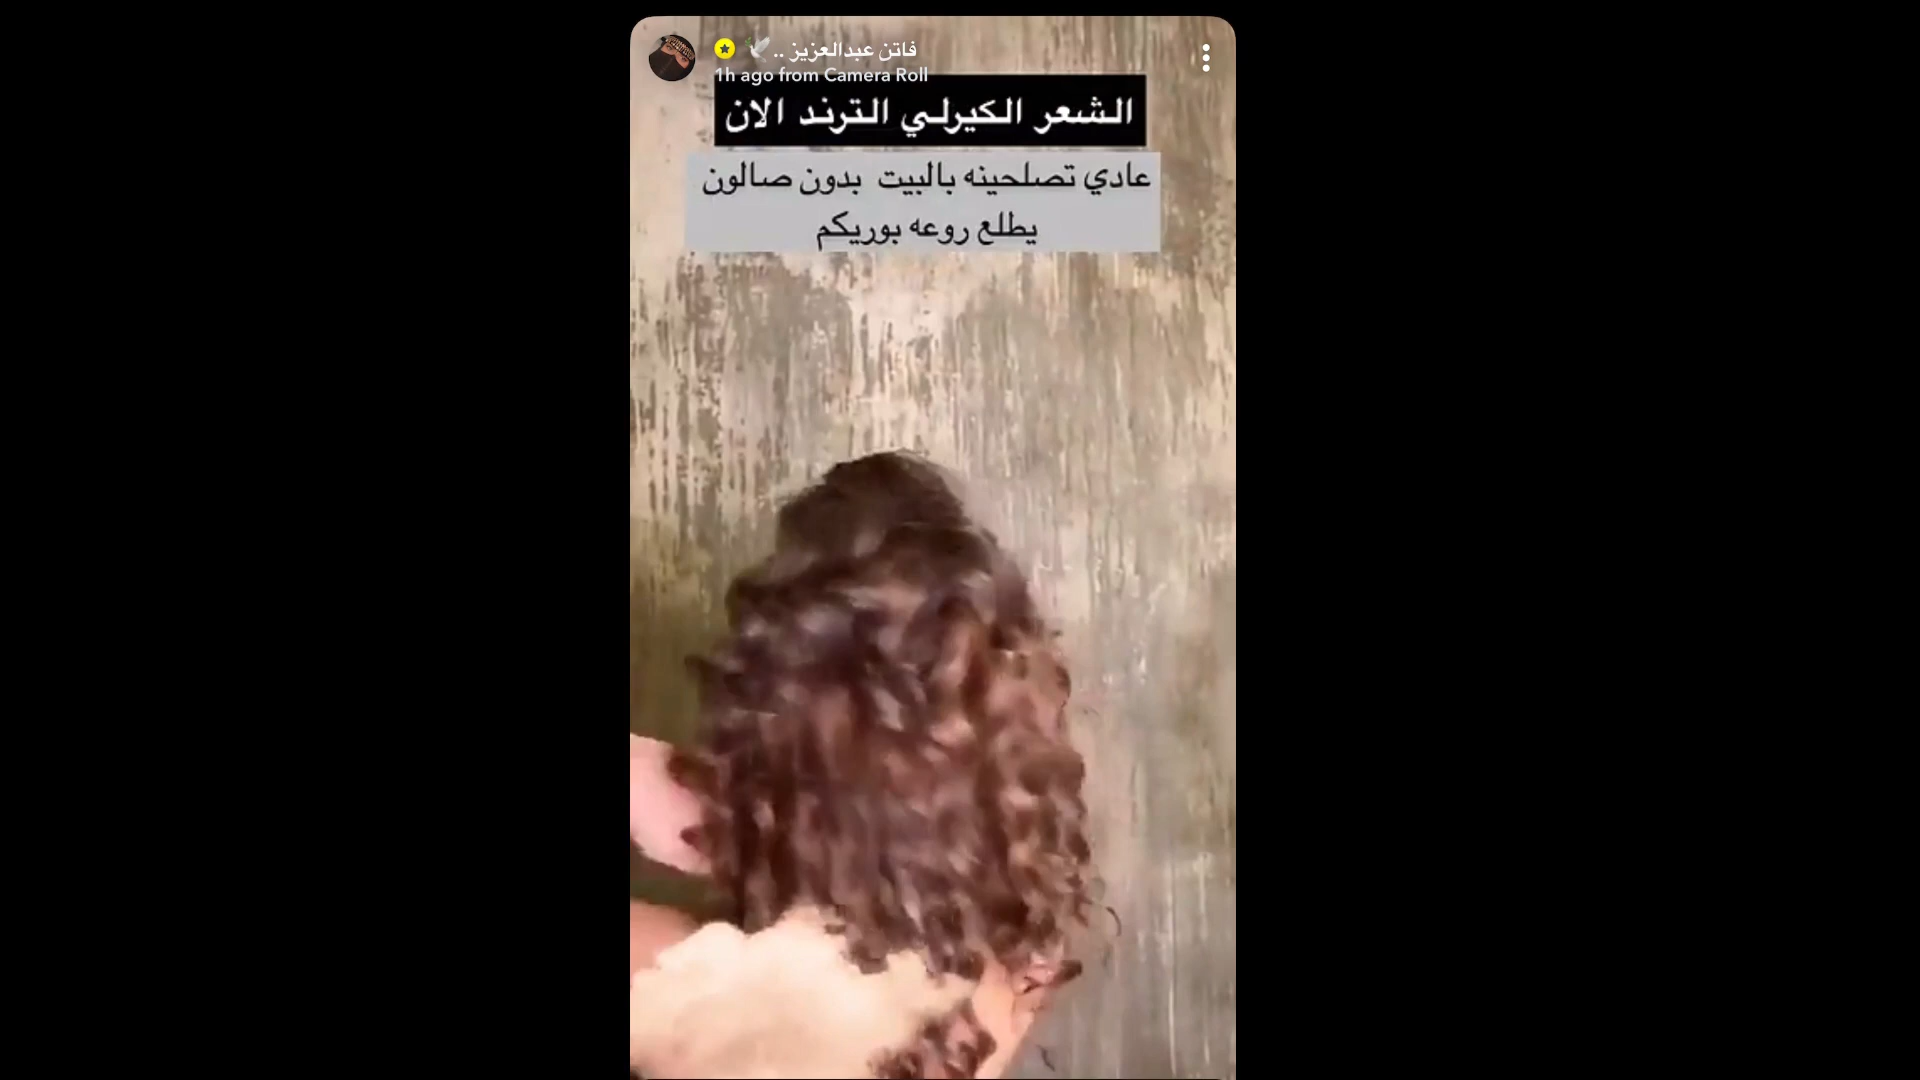 فاتن عبدالعزيز ..
1h ago from Camera Roll
الشعر الكيرلي الترند الان
عادي تصلحينه بالبيت بدون صالون
يطلع روعه بوريكم